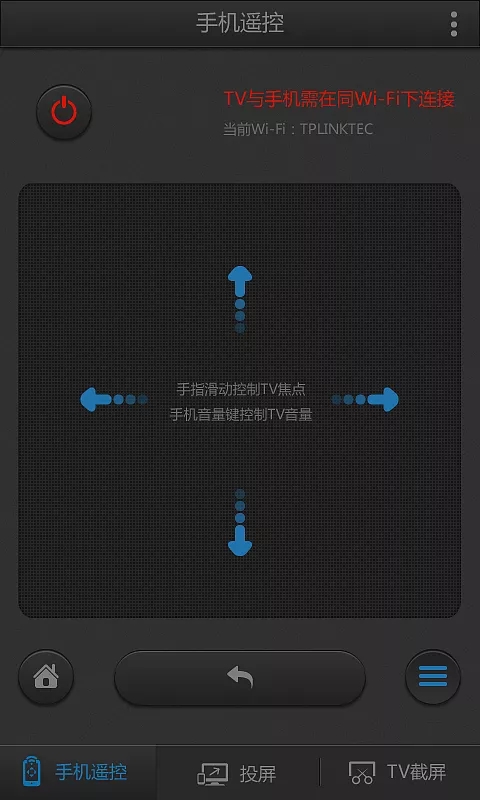 手机遥控
TV与手机需在同Wi-Fi下连接
当前Wi-Fi：TPLINKTEC
手指滑动控制TV焦点
手机音量键控制TV音量
手机遥控
投屏
TV截屏